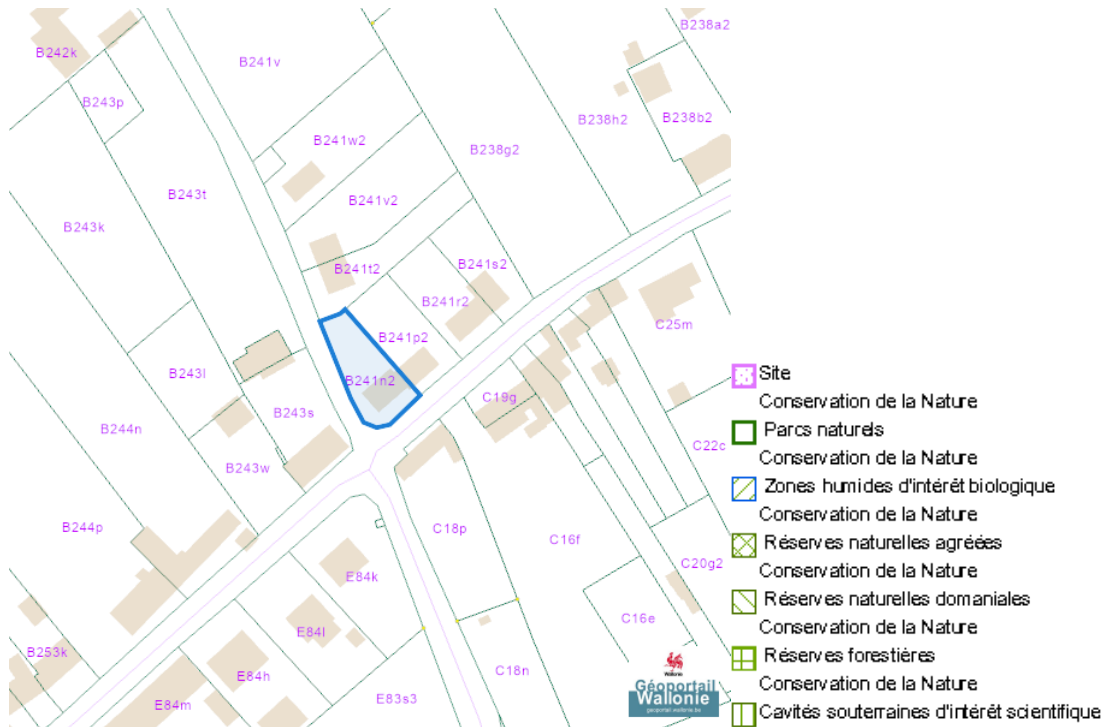 B238a2
B242k
B241v
B243p
B238h2
B238b2
B241w2
B238g2
B243t
B241v2
B243k
B241s2
B241t2
B241r2
C25m
B241p2
B243l
B241n2
C19g
B243s
B244n
C22c
B243w
B244p
C18p
C16f
C20g2
E84k
E84l
C16e
B253k
E84h
C18n
E83s3
E84m
Wallonie
Géoportail
Wallonie
geoportail.wallonie.be
Site
Conservation de la Nature
Parcs naturels
Conservation de la Nature
Zones humides d'intérêt biologique
Conservation de la Nature
Réserves naturelles agréées
Conservation de la Nature
Réserves naturelles domaniales
Conservation de la Nature
Réserves forestières
Conservation de la Nature
Cavités souterraines d'intérêt scientifique